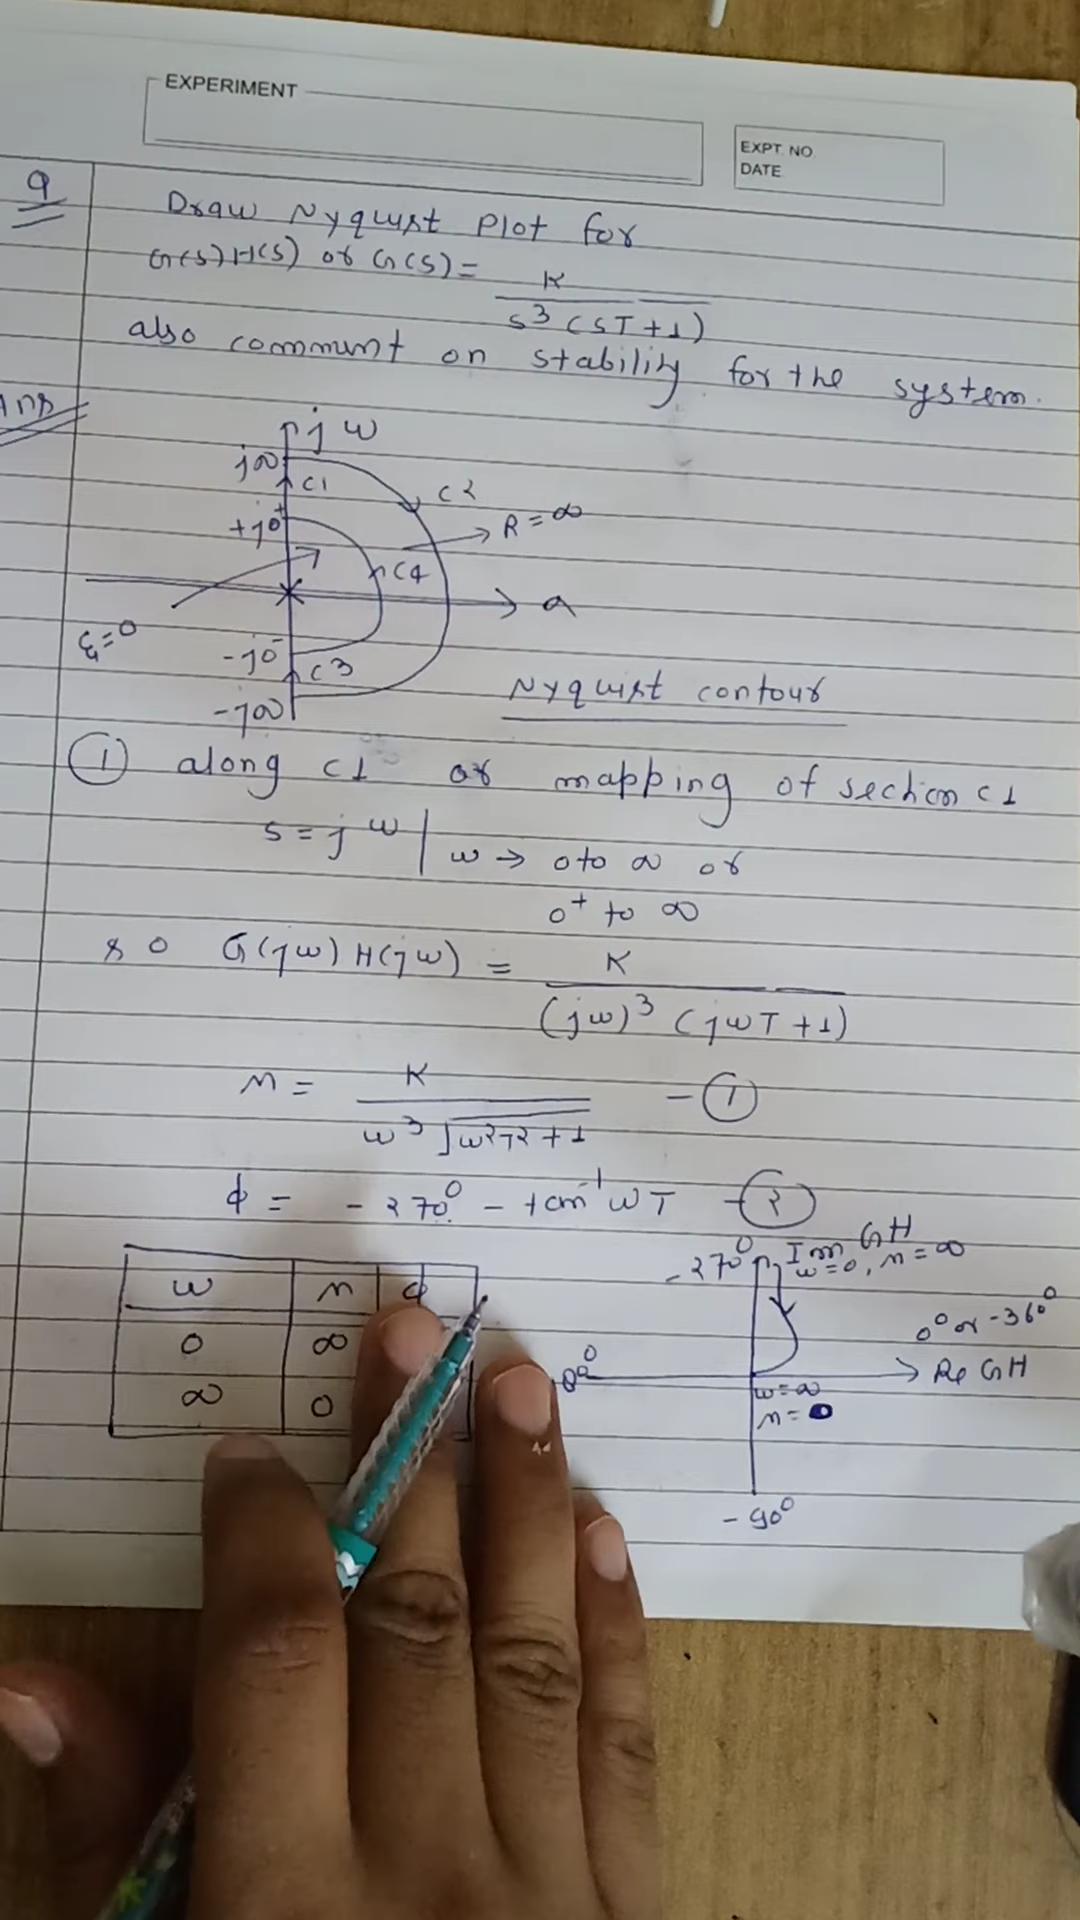 EXPERIMENT
EXPT. NO.
DATE
Q
Draw Nyquist Plot for
G(s)H(s) or G(s) = K / s³(sT+1)
also comment on stability for the system.
Ans
jω
j∞
C1
C2
+j0⁺
R = ∞
C4
σ
ε=0
-j0⁻
C3
-j∞
Nyquist contour
① along C1 or mapping of section C1
s = jω | ω → 0 to ∞ or
0⁺ to ∞
so G(jω)H(jω) = K / (jω)³(jωT+1)
M = K / ω³√ω²T²+1 - ①
ϕ = -270° - tan⁻¹ωT - ②
ω M ϕ
0 ∞
∞ 0
-270° Im GH
ω=0, M=∞
0° or -360°
Re GH
ω=∞
M=0
-90°